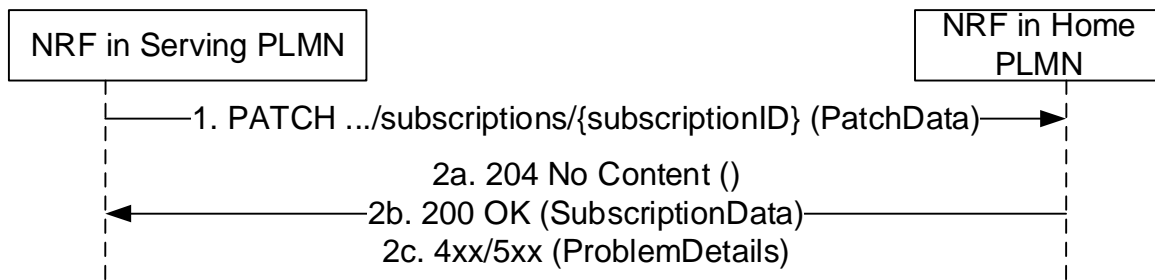 NRF in Serving PLMN
NRF in Home
PLMN
1. PATCH .../subscriptions/{subscriptionID} (PatchData)
2a. 204 No Content ()
2b. 200 OK (SubscriptionData)
2c. 4xx/5xx (ProblemDetails)